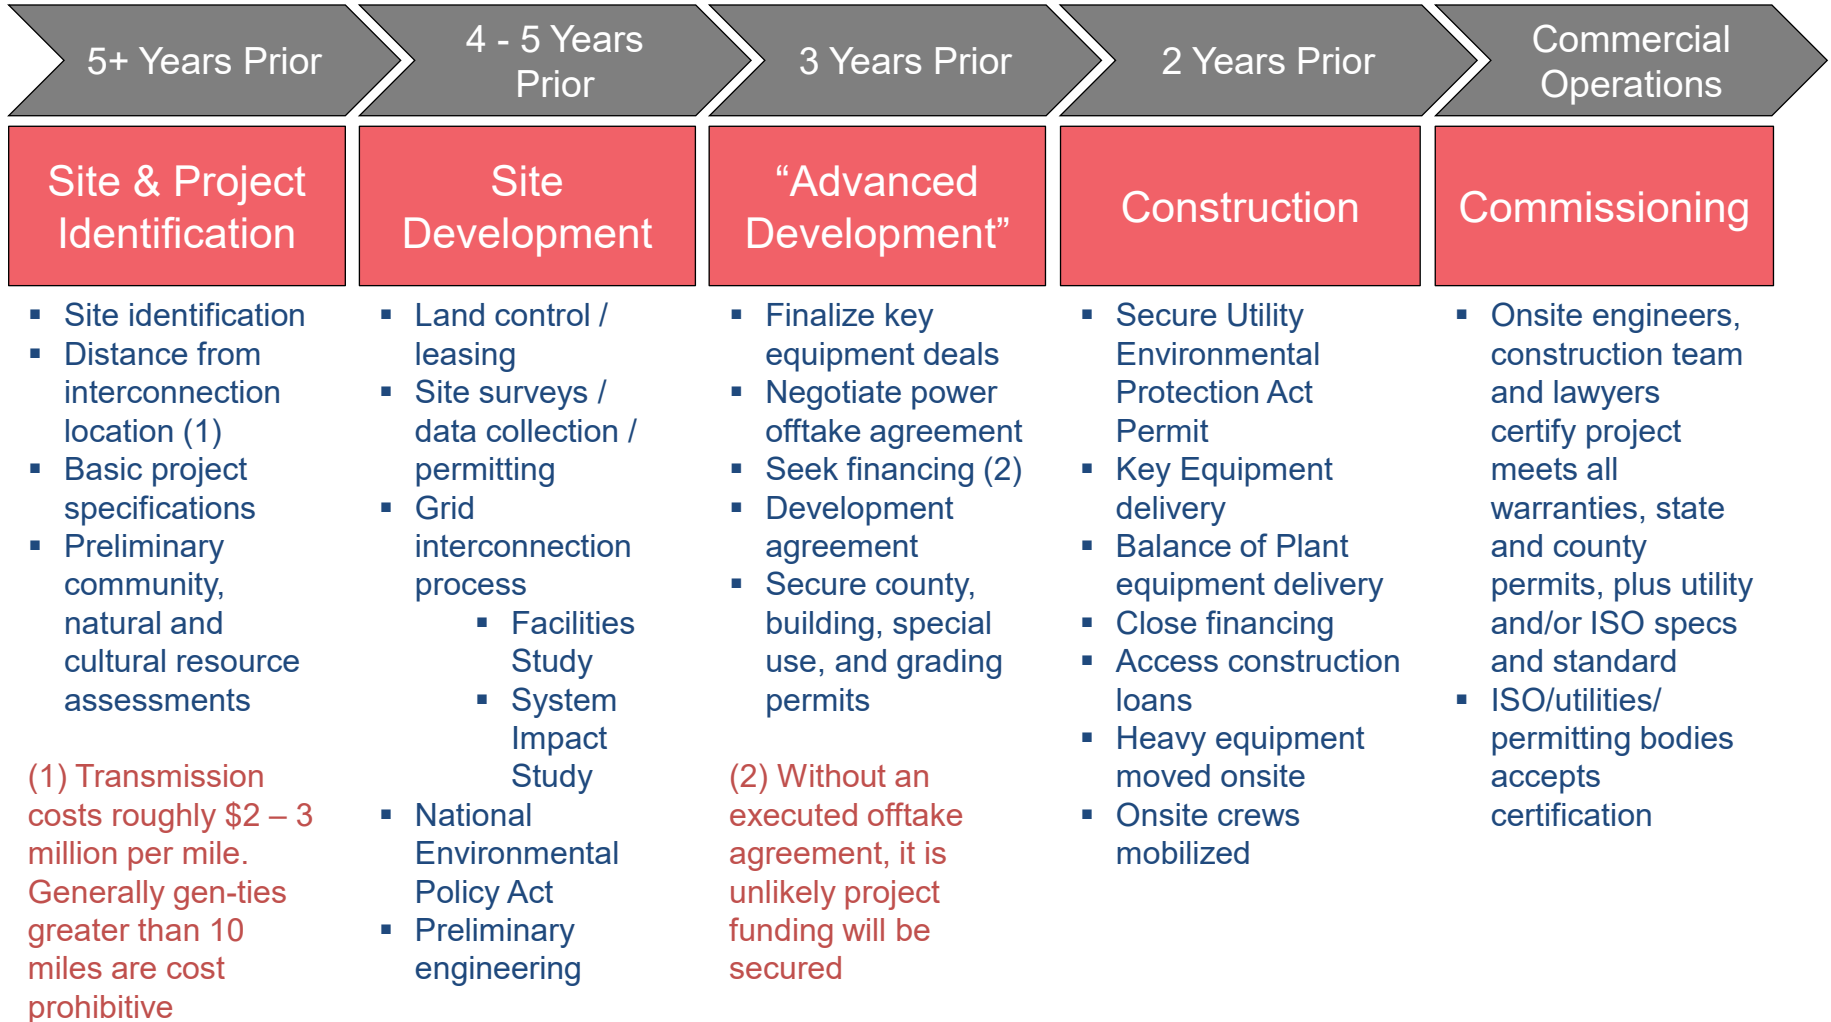 5+ Years Prior
4 - 5 Years
Prior
3 Years Prior
2 Years Prior
Commercial
Operations
Site & Project
Identification
Site
Development
“Advanced
Development”
Construction
Commissioning
▪ Site identification
▪ Distance from
interconnection
location (1)
▪ Basic project
specifications
▪ Preliminary
community,
natural and
cultural resource
assessments
(1) Transmission
costs roughly $2 – 3
million per mile.
Generally gen-ties
greater than 10
miles are cost
prohibitive
▪ Land control /
leasing
▪ Site surveys /
data collection /
permitting
▪ Grid
interconnection
process
▪ Facilities
Study
▪ System
Impact
Study
▪ National
Environmental
Policy Act
▪ Preliminary
engineering
▪ Finalize key
equipment deals
▪ Negotiate power
offtake agreement
▪ Seek financing (2)
▪ Development
agreement
▪ Secure county,
building, special
use, and grading
permits
(2) Without an
executed offtake
agreement, it is
unlikely project
funding will be
secured
▪ Secure Utility
Environmental
Protection Act
Permit
▪ Key Equipment
delivery
▪ Balance of Plant
equipment delivery
▪ Close financing
▪ Access construction
loans
▪ Heavy equipment
moved onsite
▪ Onsite crews
mobilized
▪ Onsite engineers,
construction team
and lawyers
certify project
meets all
warranties, state
and county
permits, plus utility
and/or ISO specs
and standard
▪ ISO/utilities/
permitting bodies
accepts
certification